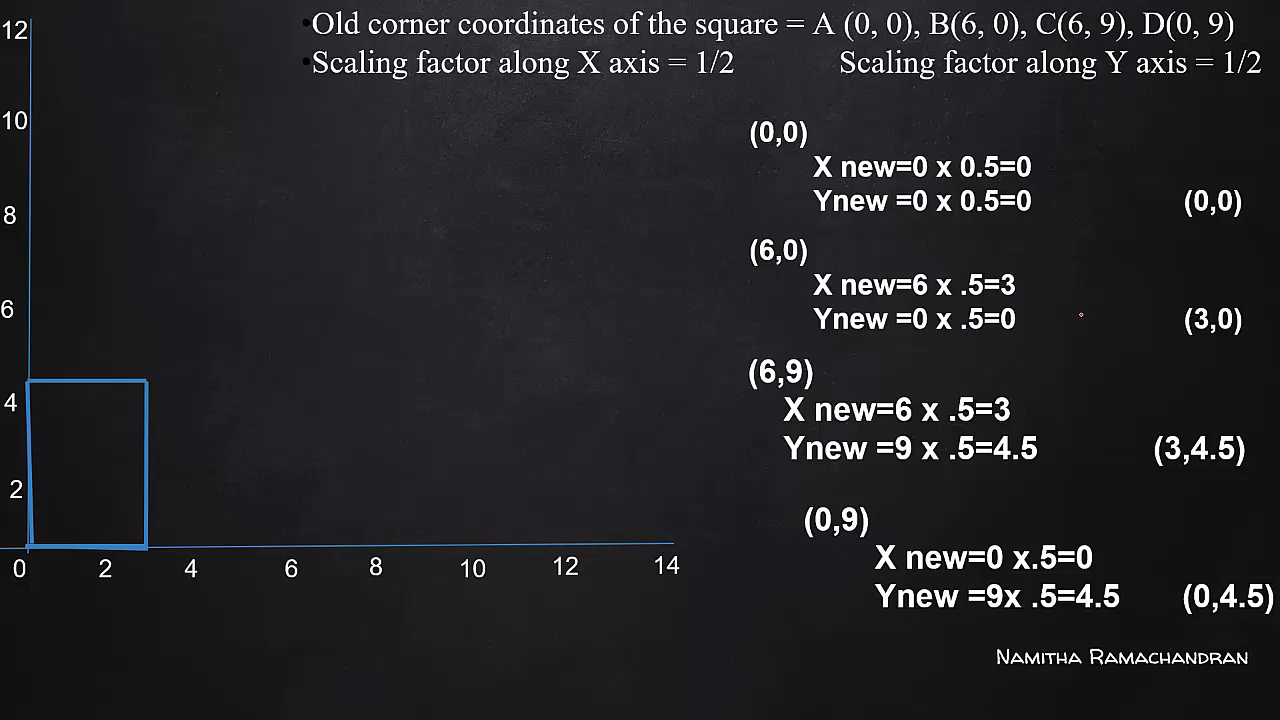 •Old corner coordinates of the square = A (0, 0), B(6, 0), C(6, 9), D(0, 9)
•Scaling factor along X axis = 1/2 Scaling factor along Y axis = 1/2
12
10
8
6
4
2
0 2 4 6 8 10 12 14
(0,0)
X new=0 x 0.5=0
Ynew =0 x 0.5=0 (0,0)
(6,0)
X new=6 x .5=3
Ynew =0 x .5=0 (3,0)
(6,9)
X new=6 x .5=3
Ynew =9 x .5=4.5 (3,4.5)
(0,9)
X new=0 x.5=0
Ynew =9x .5=4.5 (0,4.5)
Namitha Ramachandran